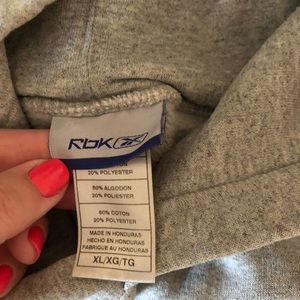 Rbk
20% POLYESTER
80% ALGODON
20% POLIESTER
80% COTON
20% POLYESTER
MADE IN HONDURAS
HECHO EN HONDURAS
FABRIQUE AU HONDURAS
XL/XG/TG